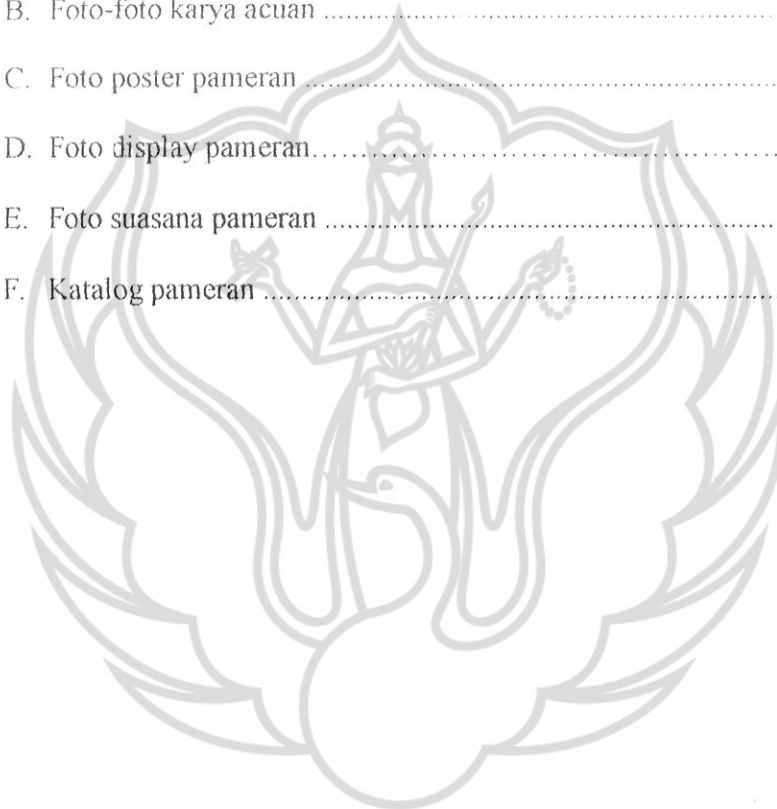 B. Foto-foto karya acuan ........................................................................
C. Foto poster pameran ...........................................................................
D. Foto display pameran..........................................................................
E. Foto suasana pameran ........................................................................
F. Katalog pameran .................................................................................